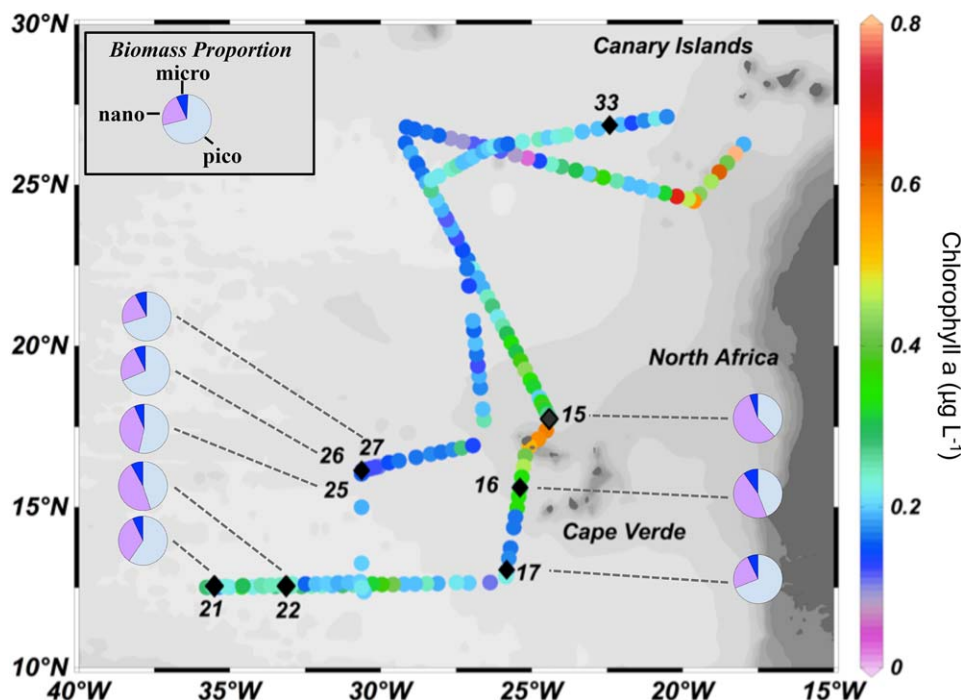 30°N
25°N
20°N
15°N
10°N
40°W
35°W
30°W
25°W
20°W
15°W
Biomass Proportion
micro
nano
pico
Canary Islands
33
North Africa
15
16
Cape Verde
17
27
26
25
21
22
0.8
0.6
0.4
0.2
0
Chlorophyll a (µg L-1)